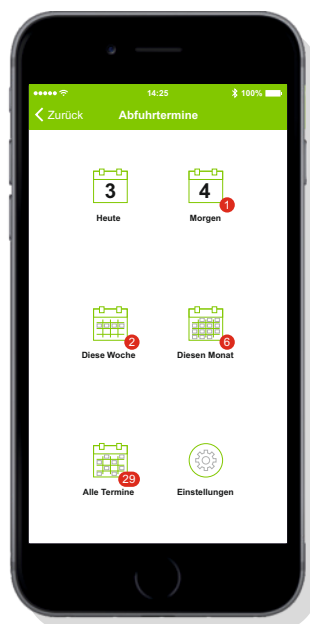 14:25
100%
Zurück
Abfuhrtermine
3
4
1
Heute
Morgen
2
6
Diese Woche
Diesen Monat
29
Alle Termine
Einstellungen